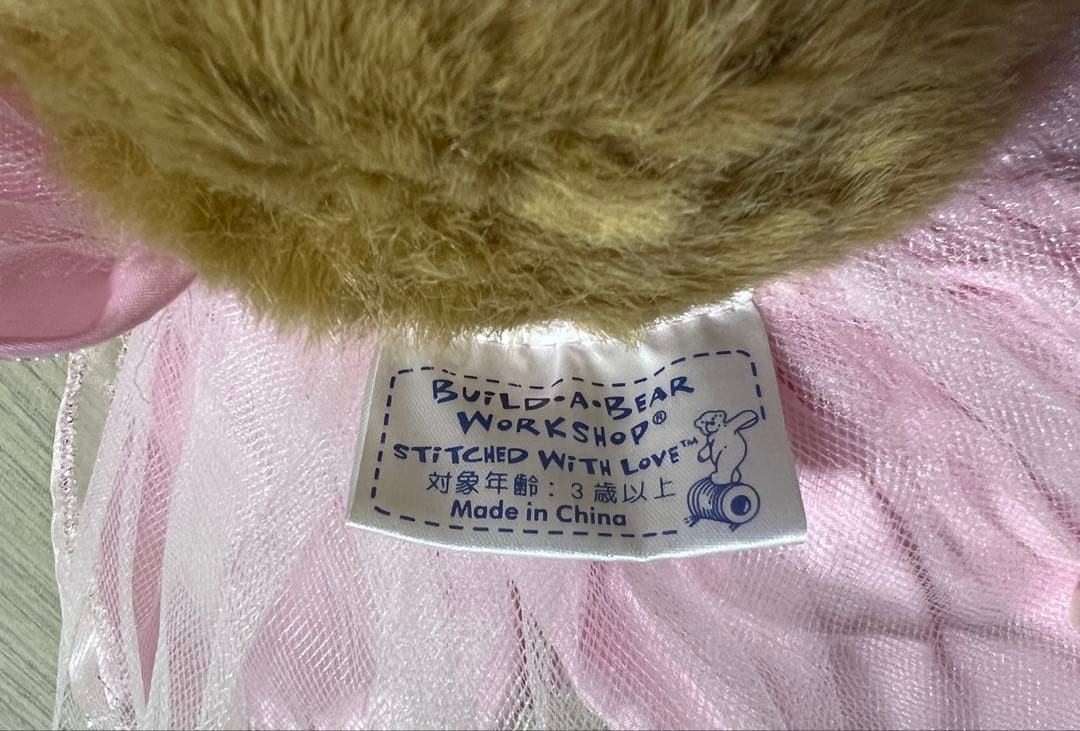 BUiLD•A•BEAR
WORKSHOP®
STiTCHED WiTH LOVE™
対象年齢：3歳以上
Made in China